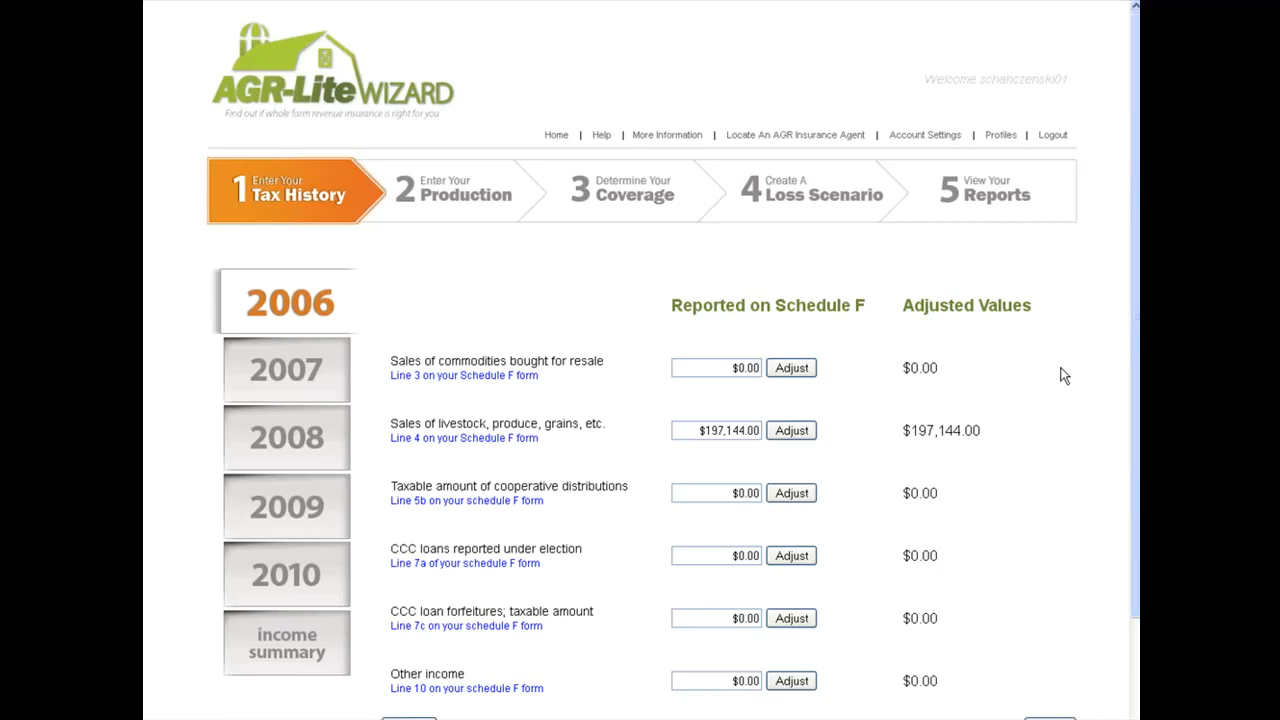 AGR-Lite WIZARD
Find out if whole farm revenue insurance is right for you
Welcome schahczenski01
Home | Help | More Information | Locate An AGR Insurance Agent | Account Settings | Profiles | Logout
1 Enter Your Tax History
2 Enter Your Production
3 Determine Your Coverage
4 Create A Loss Scenario
5 View Your Reports
2006
2007
2008
2009
2010
income summary
Reported on Schedule F Adjusted Values
Sales of commodities bought for resale
Line 3 on your Schedule F form
$0.00 Adjust $0.00
Sales of livestock, produce, grains, etc.
Line 4 on your Schedule F form
$197,144.00 Adjust $197,144.00
Taxable amount of cooperative distributions
Line 5b on your schedule F form
$0.00 Adjust $0.00
CCC loans reported under election
Line 7a of your schedule F form
$0.00 Adjust $0.00
CCC loan forfeitures; taxable amount
Line 7c on your schedule F form
$0.00 Adjust $0.00
Other income
Line 10 on your schedule F form
$0.00 Adjust $0.00